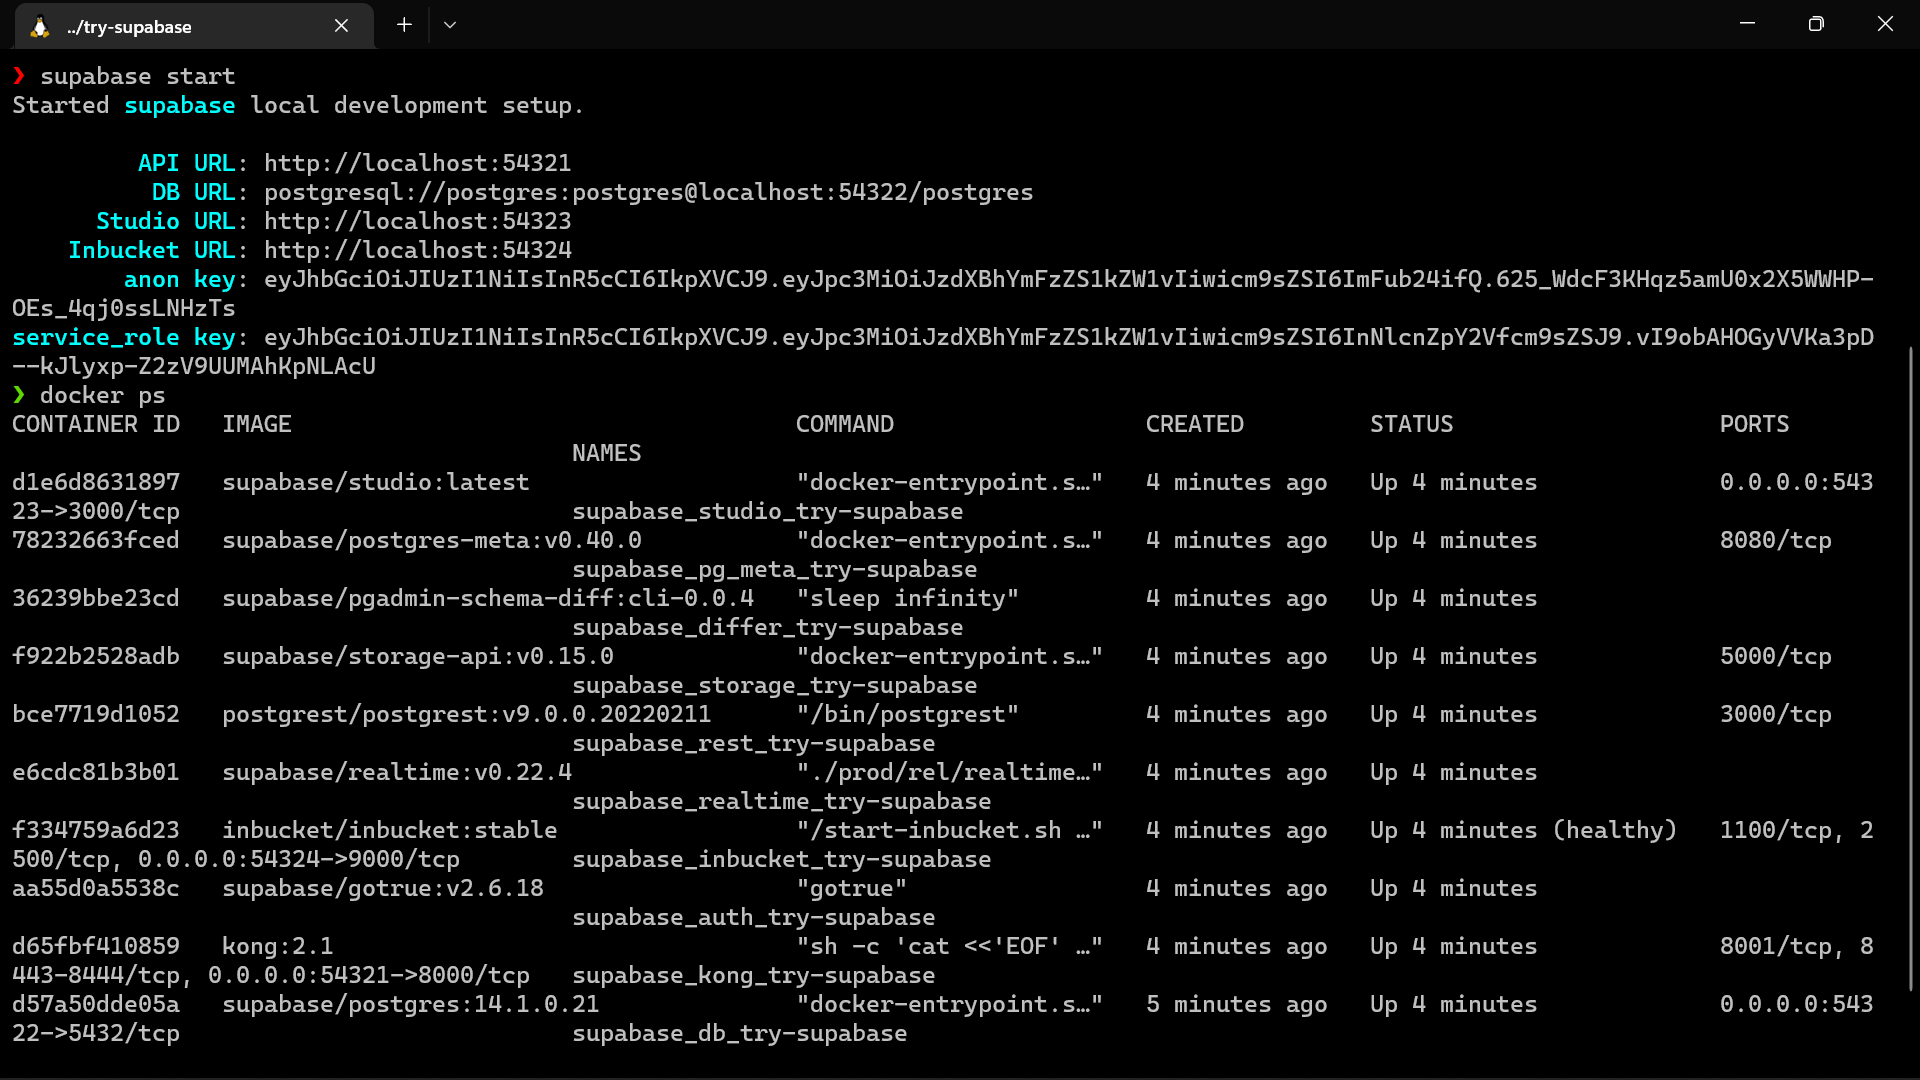 ../try-supabase
❯ supabase start
Started supabase local development setup.
API URL: http://localhost:54321
DB URL: postgresql://postgres:postgres@localhost:54322/postgres
Studio URL: http://localhost:54323
Inbucket URL: http://localhost:54324
anon key: eyJhbGciOiJIUzI1NiIsInR5cCI6IkpXVCJ9.eyJpc3MiOiJzdXBhYmFzZS1kZW1vIiwicm9sZSI6ImFub24ifQ.625_WdcF3KHqz5amU0x2X5WWHP-
OEs_4qj0ssLNHzTs
service_role key: eyJhbGciOiJIUzI1NiIsInR5cCI6IkpXVCJ9.eyJpc3MiOiJzdXBhYmFzZS1kZW1vIiwicm9sZSI6InNlcnZpY2Vfcm9sZSJ9.vI9obAHOGyVVKa3pD
--kJlyxp-Z2zV9UUMAhKpNLAcU
❯ docker ps
CONTAINER ID   IMAGE                                    COMMAND                  CREATED         STATUS                   PORTS
                                        NAMES
d1e6d8631897   supabase/studio:latest                   "docker-entrypoint.s…"   4 minutes ago   Up 4 minutes             0.0.0.0:543
23->3000/tcp                            supabase_studio_try-supabase
78232663fced   supabase/postgres-meta:v0.40.0           "docker-entrypoint.s…"   4 minutes ago   Up 4 minutes             8080/tcp
                                        supabase_pg_meta_try-supabase
36239bbe23cd   supabase/pgadmin-schema-diff:cli-0.0.4   "sleep infinity"         4 minutes ago   Up 4 minutes
                                        supabase_differ_try-supabase
f922b2528adb   supabase/storage-api:v0.15.0             "docker-entrypoint.s…"   4 minutes ago   Up 4 minutes             5000/tcp
                                        supabase_storage_try-supabase
bce7719d1052   postgrest/postgrest:v9.0.0.20220211      "/bin/postgrest"         4 minutes ago   Up 4 minutes             3000/tcp
                                        supabase_rest_try-supabase
e6cdc81b3b01   supabase/realtime:v0.22.4                "./prod/rel/realtime…"   4 minutes ago   Up 4 minutes
                                        supabase_realtime_try-supabase
f334759a6d23   inbucket/inbucket:stable                 "/start-inbucket.sh …"   4 minutes ago   Up 4 minutes (healthy)   1100/tcp, 2
500/tcp, 0.0.0.0:54324->9000/tcp        supabase_inbucket_try-supabase
aa55d0a5538c   supabase/gotrue:v2.6.18                  "gotrue"                 4 minutes ago   Up 4 minutes
                                        supabase_auth_try-supabase
d65fbf410859   kong:2.1                                 "sh -c 'cat <<'EOF' …"   4 minutes ago   Up 4 minutes             8001/tcp, 8
443-8444/tcp, 0.0.0.0:54321->8000/tcp   supabase_kong_try-supabase
d57a50dde05a   supabase/postgres:14.1.0.21              "docker-entrypoint.s…"   5 minutes ago   Up 4 minutes             0.0.0.0:543
22->5432/tcp                            supabase_db_try-supabase